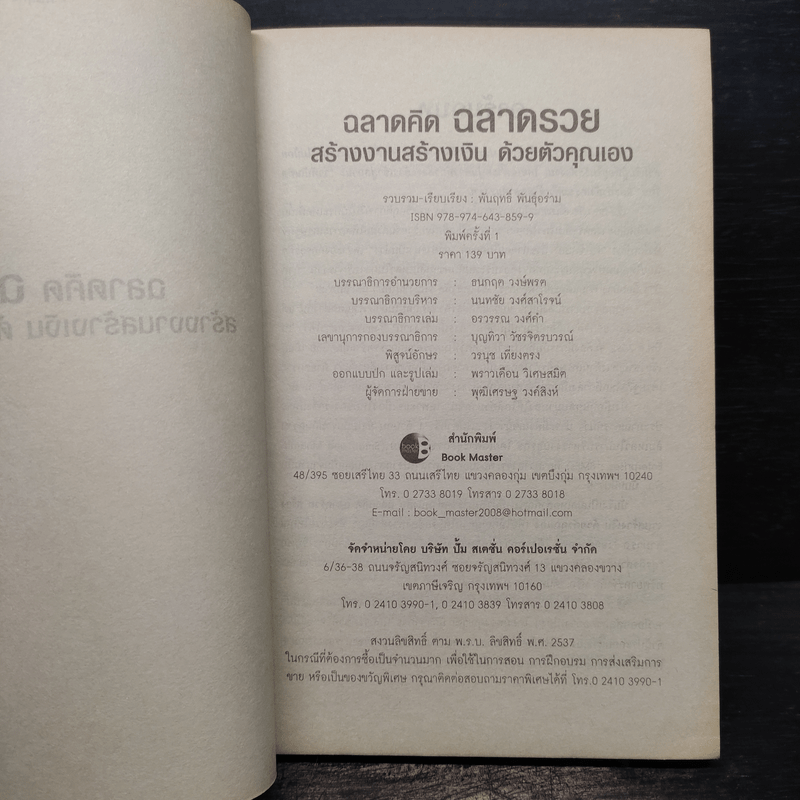 ฉลาดคิด ฉลาดรวย
สร้างงานสร้างเงิน ด้วยตัวคุณเอง
รวบรวม-เรียบเรียง : พันฤทธิ์ พันธุ์อร่าม
ISBN 978-974-643-859-9
พิมพ์ครั้งที่ 1
ราคา 139 บาท
บรรณาธิการอำนวยการ : ธนกฤต วงษ์พรต
บรรณาธิการบริหาร : นนทชัย วงศ์สาโรจน์
บรรณาธิการเล่ม : อรวรรณ วงศ์คำ
เลขานุการกองบรรณาธิการ : บุญทิวา วัชรจิตรบวรณ์
พิสูจน์อักษร : วรนุช เที่ยงตรง
ออกแบบปก และรูปเล่ม : พราวเดือน วิเศษสมิต
ผู้จัดการฝ่ายขาย : พุฒิเศรษฐ วงค์สิงห์
สำนักพิมพ์
Book Master
48/395 ซอยเสรีไทย 33 ถนนเสรีไทย แขวงคลองกุ่ม เขตบึงกุ่ม กรุงเทพฯ 10240
โทร. 0 2733 8019 โทรสาร 0 2733 8018
E-mail : book_master2008@hotmail.com
จัดจำหน่ายโดย บริษัท ปั้ม สเตชั่น คอร์เปอเรชั่น จำกัด
6/36-38 ถนนจรัญสนิทวงศ์ ซอยจรัญสนิทวงศ์ 13 แขวงคลองขวาง
เขตภาษีเจริญ กรุงเทพฯ 10160
โทร. 0 2410 3990-1, 0 2410 3839 โทรสาร 0 2410 3808
สงวนลิขสิทธิ์ ตาม พ.ร.บ. ลิขสิทธิ์ พ.ศ. 2537
ในกรณีที่ต้องการซื้อเป็นจำนวนมาก เพื่อใช้ในการสอน การฝึกอบรม การส่งเสริมการ
ขาย หรือเป็นของขวัญพิเศษ กรุณาติดต่อสอบถามราคาพิเศษได้ที่ โทร.0 2410 3990-1